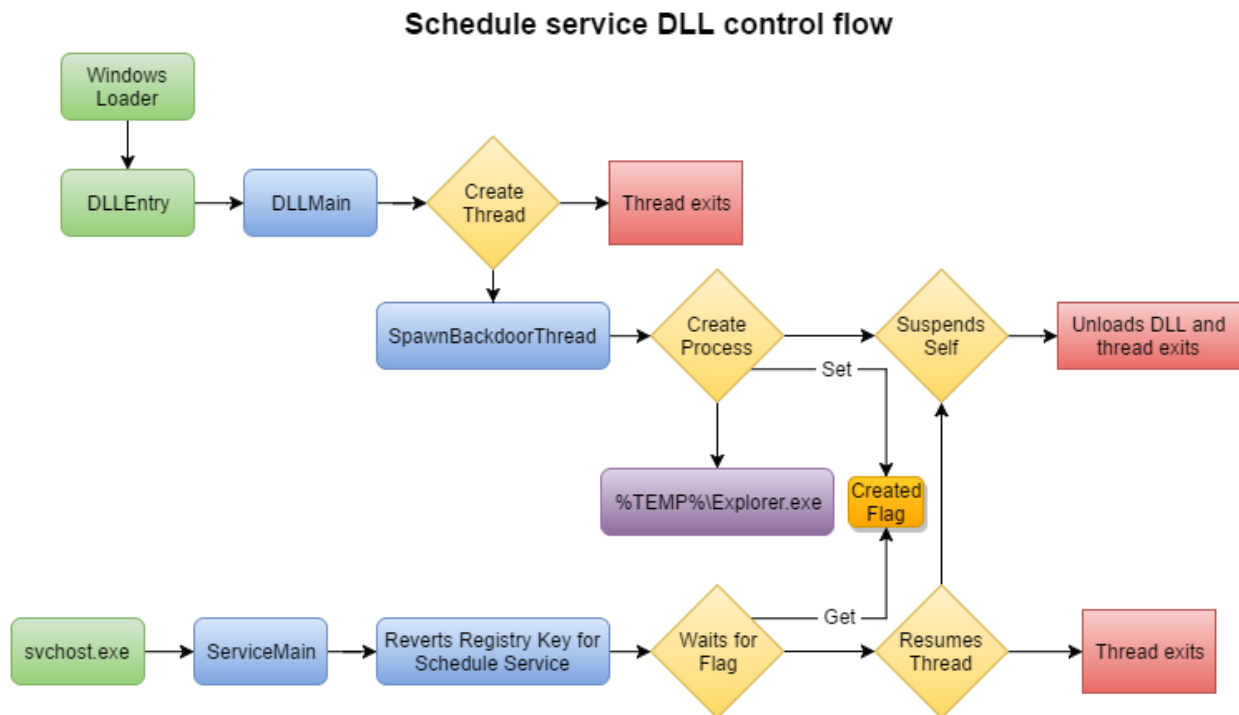 Schedule service DLL control flow
Windows
Loader
DLLEntry
DLLMain
Create
Thread
Thread exits
SpawnBackdoorThread
Create
Process
Suspends
Self
Unloads DLL and
thread exits
Set
%TEMP%\Explorer.exe
Created
Flag
Get
svchost.exe
ServiceMain
Reverts Registry Key for
Schedule Service
Waits for
Flag
Resumes
Thread
Thread exits